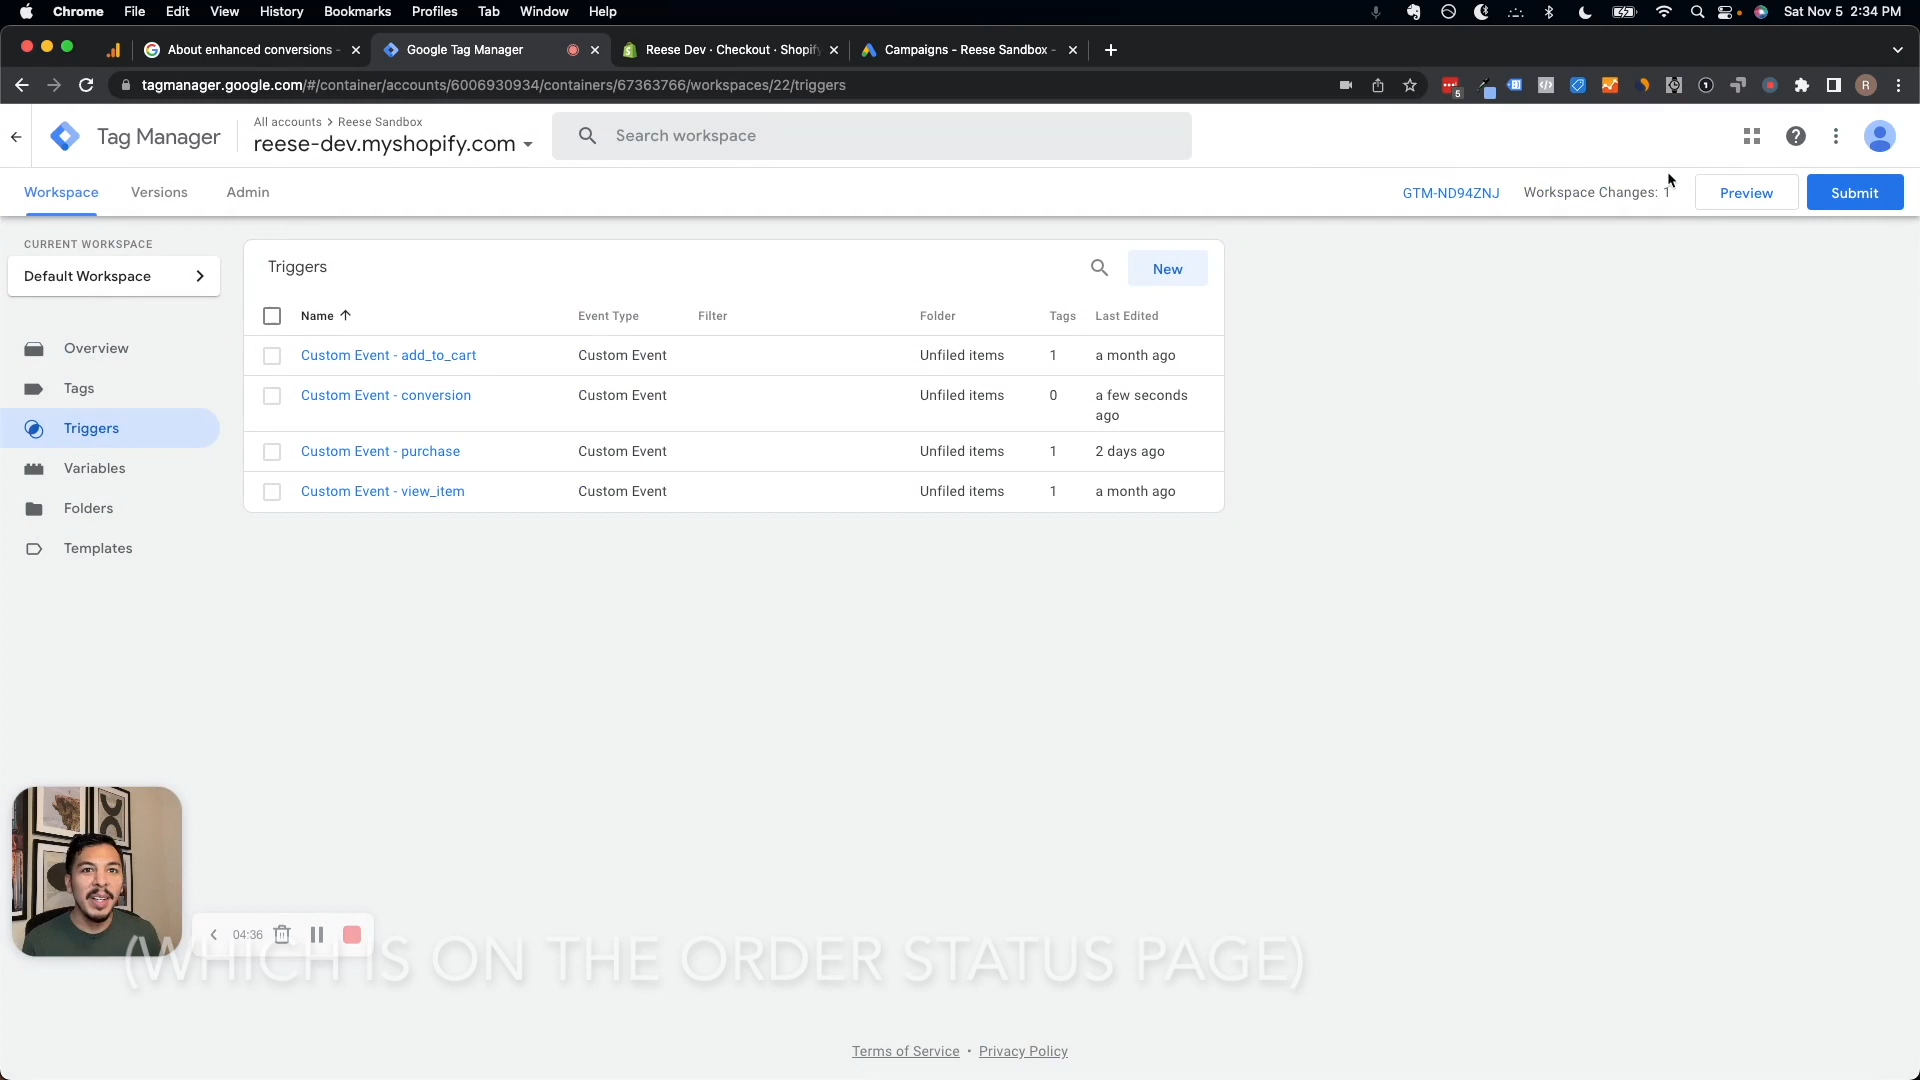 Chrome File Edit View History Bookmarks Profiles Tab Window Help Sat Nov 5 2:34 PM
About enhanced conversions - Google Tag Manager Reese Dev · Checkout · Shopify Campaigns - Reese Sandbox -
tagmanager.google.com/#/container/accounts/6006930934/containers/67363766/workspaces/22/triggers
5
R
Tag Manager
All accounts > Reese Sandbox
reese-dev.myshopify.com
Search workspace
Workspace Versions Admin
GTM-ND94ZNJ Workspace Changes: 1 Preview Submit
CURRENT WORKSPACE
Default Workspace
Overview
Tags
Triggers
Variables
Folders
Templates
Triggers
New
Name Event Type Filter Folder Tags Last Edited
Custom Event - add_to_cart Custom Event Unfiled items 1 a month ago
Custom Event - conversion Custom Event Unfiled items 0 a few seconds
ago
Custom Event - purchase Custom Event Unfiled items 1 2 days ago
Custom Event - view_item Custom Event Unfiled items 1 a month ago
04:36
(WHICH IS ON THE ORDER STATUS PAGE)
Terms of Service · Privacy Policy